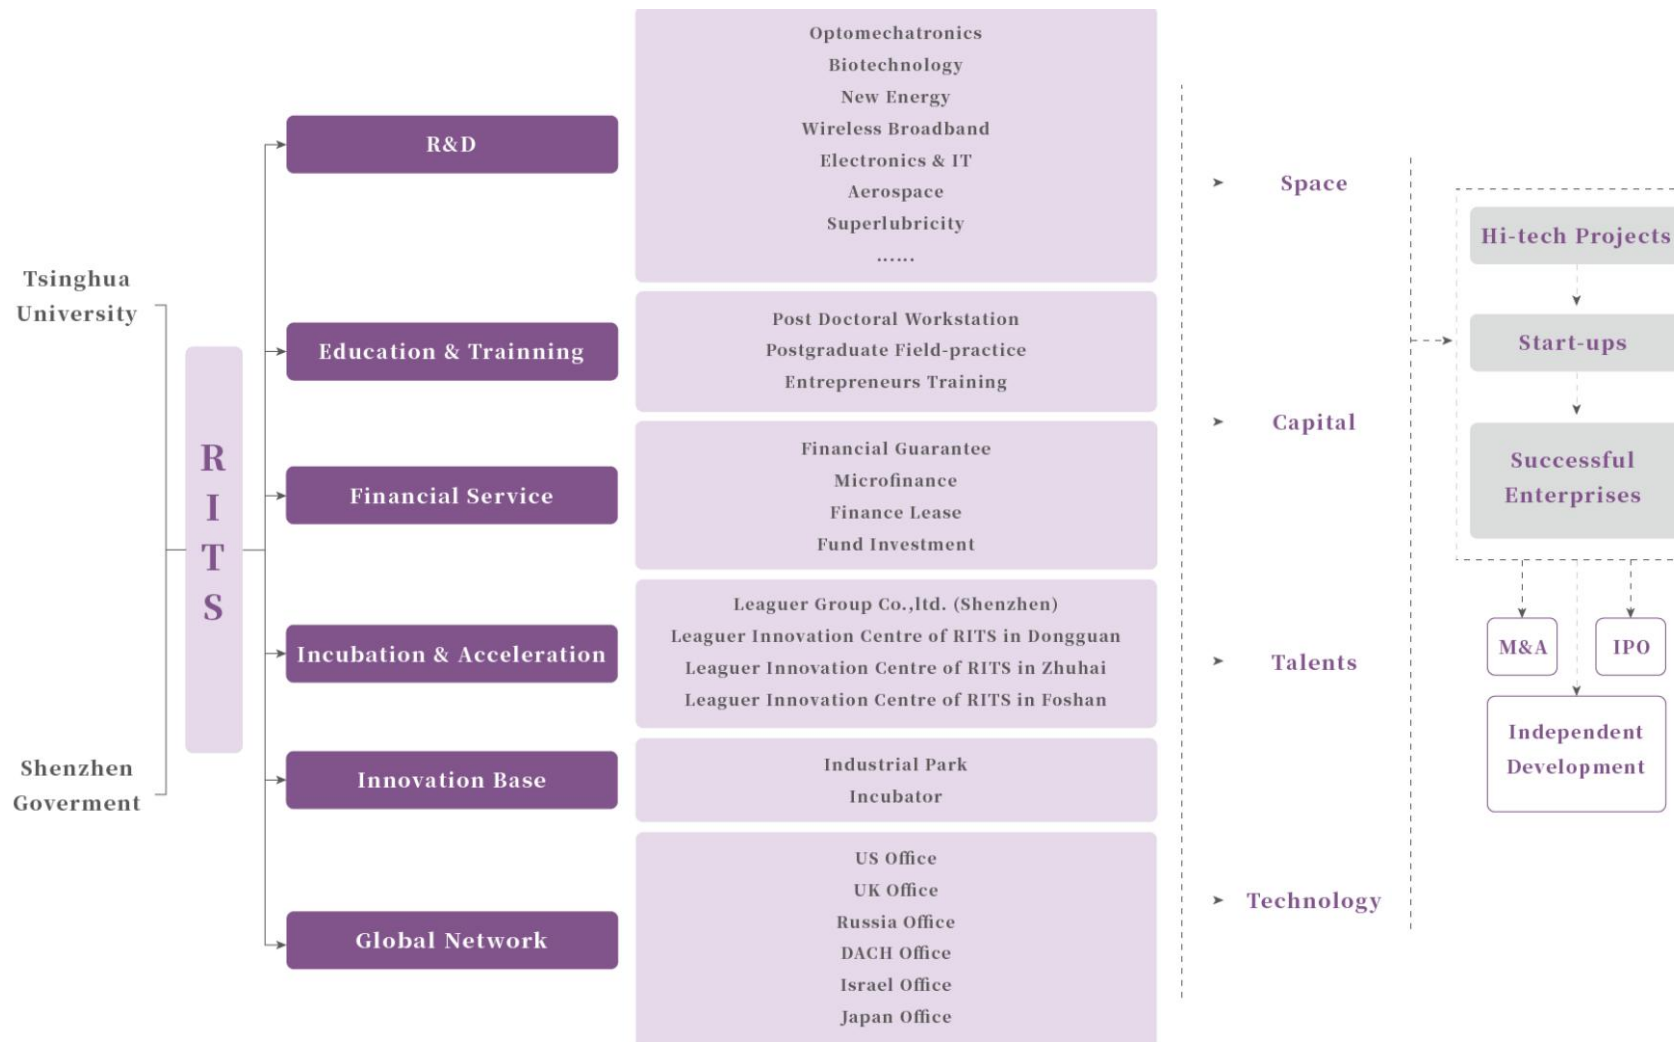 Tsinghua
University
Shenzhen
Goverment
R
I
T
S
R&D
Optomechatronics
Biotechnology
New Energy
Wireless Broadband
Electronics & IT
Aerospace
Superlubricity
......
Education & Trainning
Post Doctoral Workstation
Postgraduate Field-practice
Entrepreneurs Training
Financial Service
Financial Guarantee
Microfinance
Finance Lease
Fund Investment
Incubation & Acceleration
Leaguer Group Co.,ltd. (Shenzhen)
Leaguer Innovation Centre of RITS in Dongguan
Leaguer Innovation Centre of RITS in Zhuhai
Leaguer Innovation Centre of RITS in Foshan
Innovation Base
Industrial Park
Incubator
Global Network
US Office
UK Office
Russia Office
DACH Office
Israel Office
Japan Office
Space
Capital
Talents
Technology
Hi-tech Projects
Start-ups
Successful
Enterprises
M&A
IPO
Independent
Development